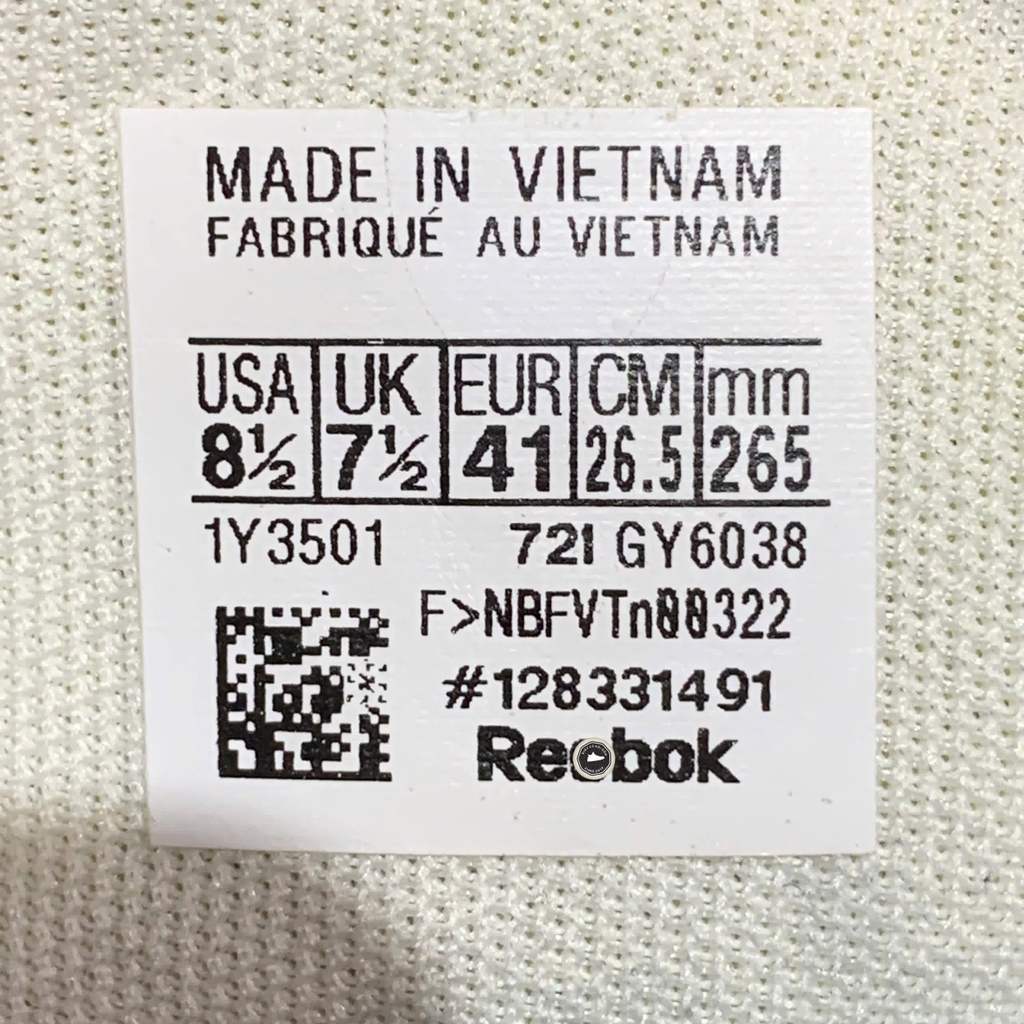 MADE IN VIETNAM
FABRIQUÉ AU VIETNAM
USA UK EUR CM mm
8½ 7½ 41 26.5 265
1Y3501 721 GY6038
F>NBFVTn00322
#128331491
Reebok